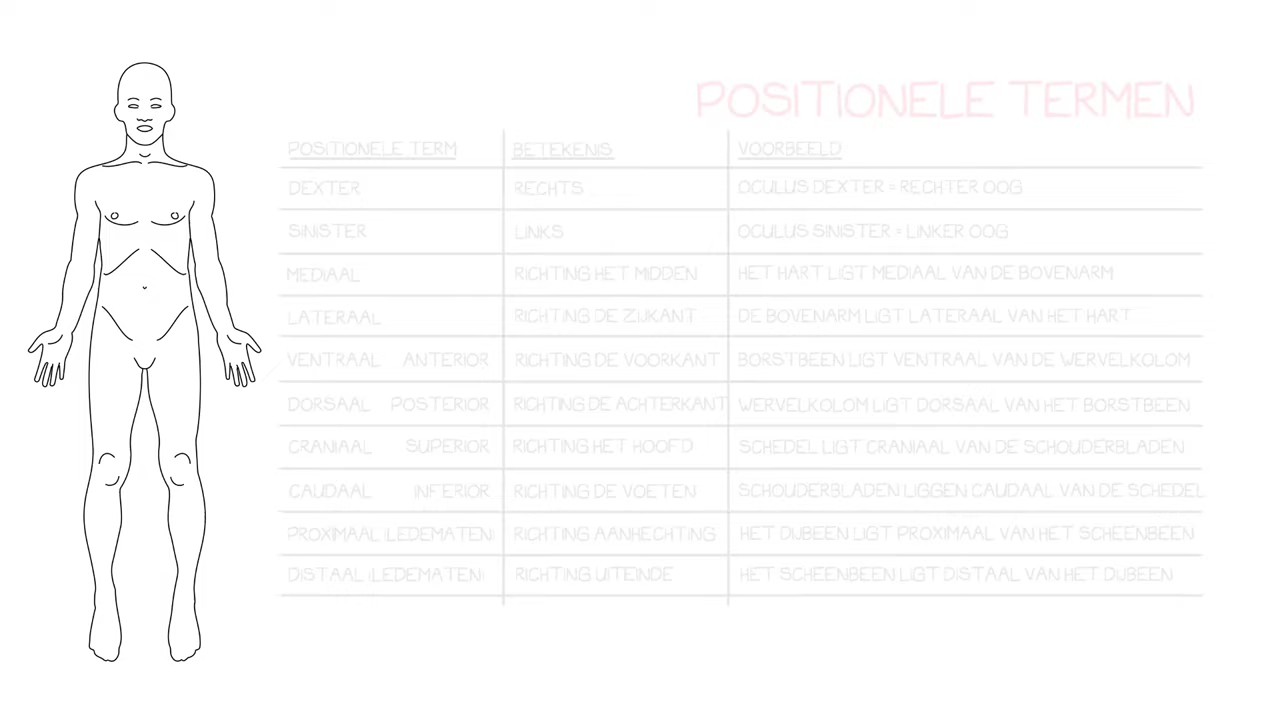 POSITIONELE TERMEN
POSITIONELE TERM BETEKENIS VOORBEELD
DEXTER RECHTS OCULUS DEXTER = RECHTER OOG
SINISTER LINKS OCULUS SINISTER = LINKER OOG
MEDIAAL RICHTING HET MIDDEN HET HART LIGT MEDIAAL VAN DE BOVENARM
LATERAAL RICHTING DE ZIJKANT DE BOVENARM LIGT LATERAAL VAN HET HART
VENTRAAL ANTERIOR RICHTING DE VOORKANT BORSTBEEN LIGT VENTRAAL VAN DE WERVELKOLOM
DORSAAL POSTERIOR RICHTING DE ACHTERKANT WERVELKOLOM LIGT DORSAAL VAN HET BORSTBEEN
CRANIAAL SUPERIOR RICHTING HET HOOFD SCHEDEL LIGT CRANIAAL VAN DE SCHOUDERBLADEN
CAUDAAL INFERIOR RICHTING DE VOETEN SCHOUDERBLADEN LIGGEN CAUDAAL VAN DE SCHEDEL
PROXIMAAL (LEDEMATEN) RICHTING AANHECHTING HET DIJBEEN LIGT PROXIMAAL VAN HET SCHEENBEEN
DISTAAL (LEDEMATEN) RICHTING UITEINDE HET SCHEENBEEN LIGT DISTAAL VAN HET DIJBEEN